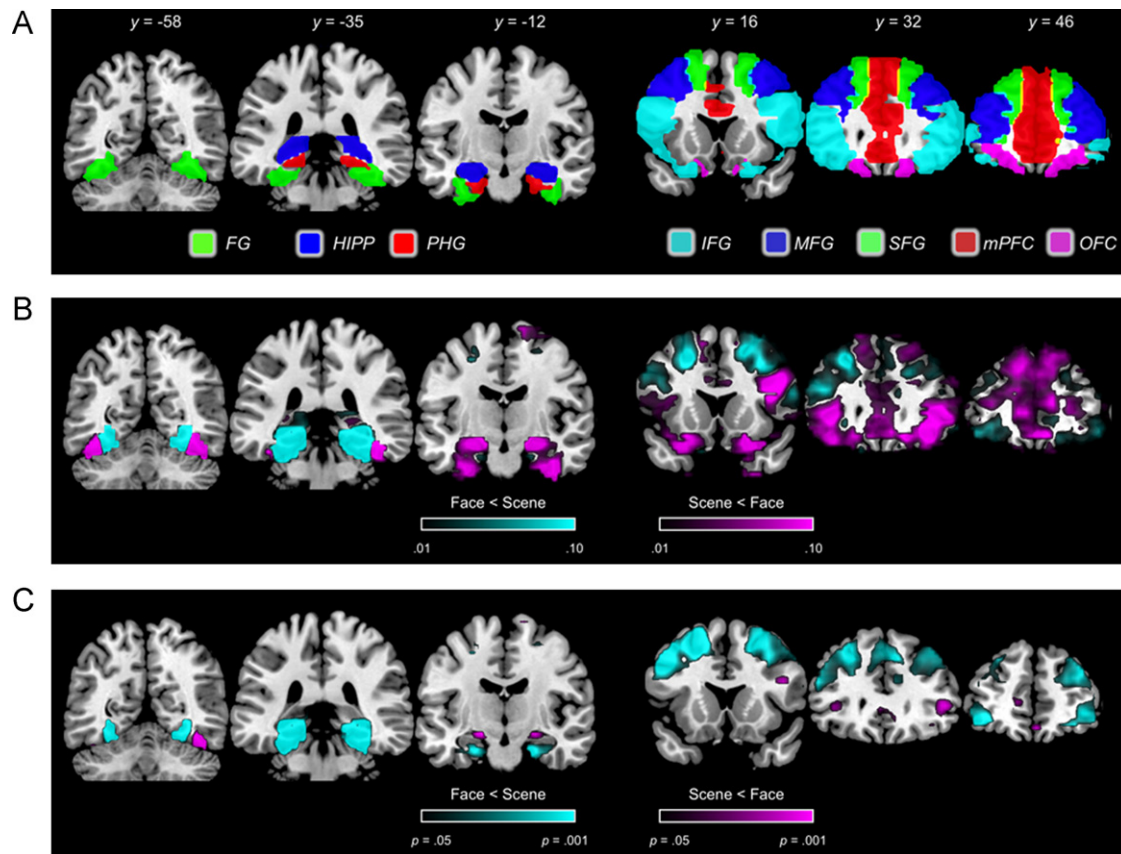 A
y = -58 y = -35 y = -12 y = 16 y = 32 y = 46
FG HIPP PHG IFG MFG SFG mPFC OFC
B
Face < Scene Scene < Face
.01 .10 .01 .10
C
Face < Scene Scene < Face
p = .05 p = .001 p = .05 p = .001